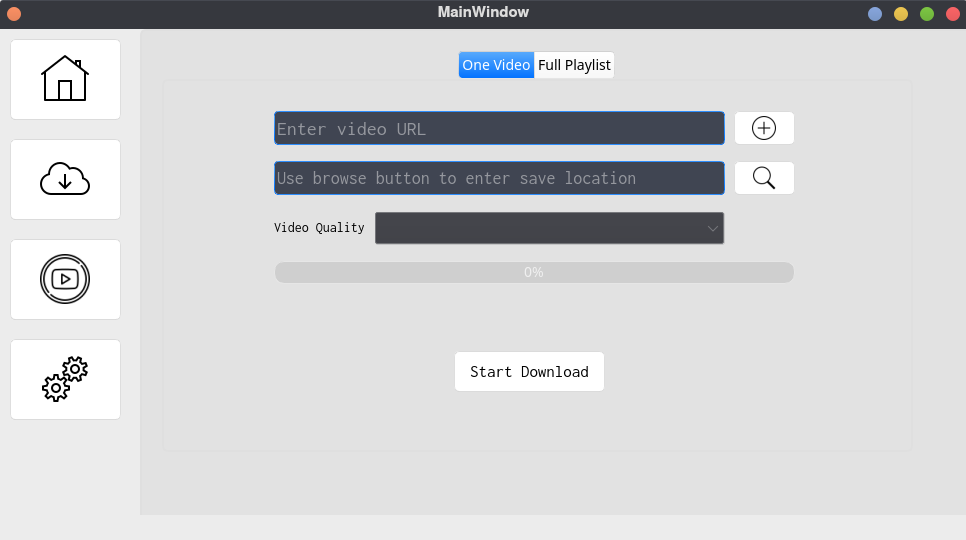 MainWindow
One Video Full Playlist
Enter video URL
Use browse button to enter save location
Video Quality
0%
Start Download